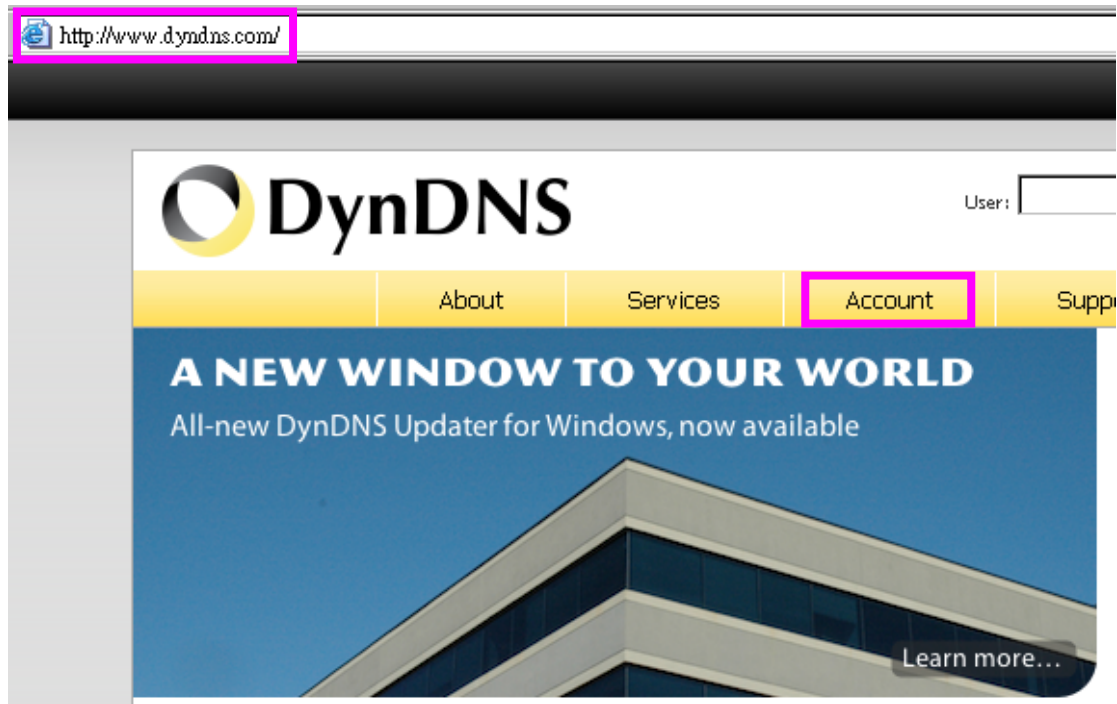 http://www.dyndns.com/
DynDNS
User:
About Services Account Suppo
A NEW WINDOW TO YOUR WORLD
All-new DynDNS Updater for Windows, now available
Learn more...